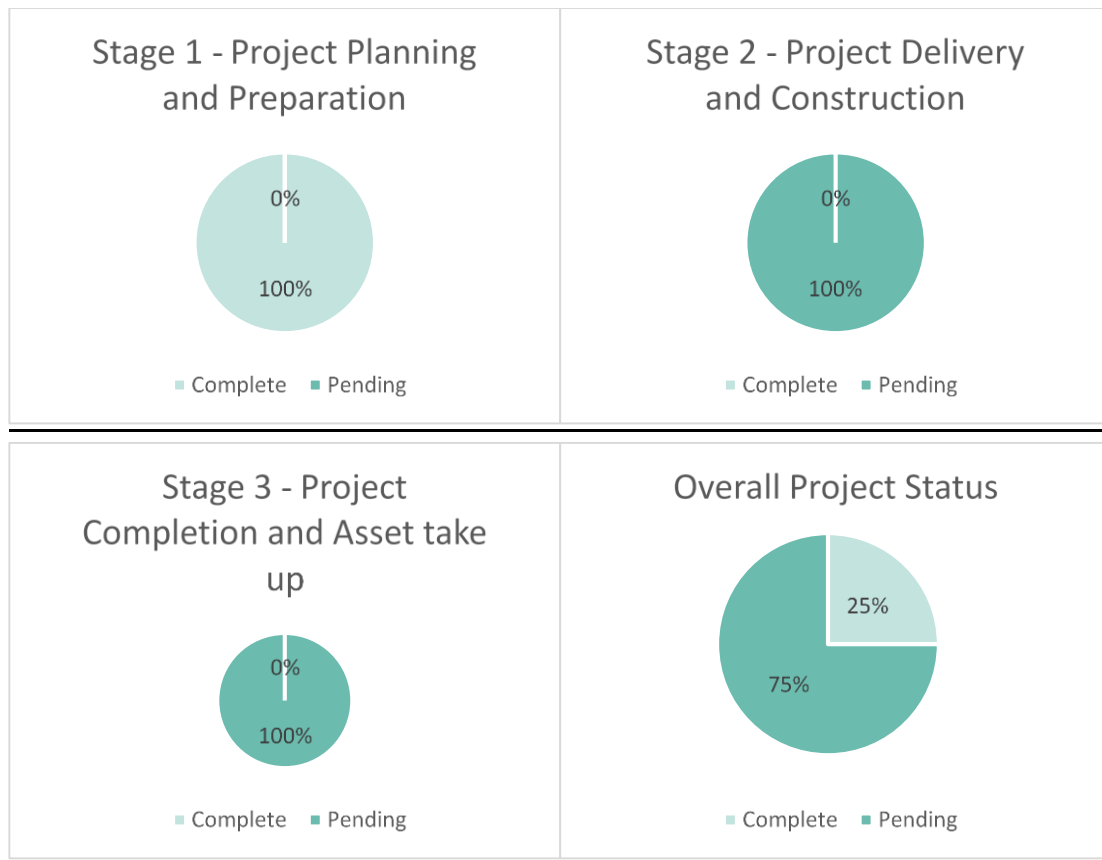 Stage 1 - Project Planning
and Preparation
0%
100%
Complete Pending
Stage 2 - Project Delivery
and Construction
0%
100%
Complete Pending
Stage 3 - Project
Completion and Asset take
up
0%
100%
Complete Pending
Overall Project Status
25%
75%
Complete Pending